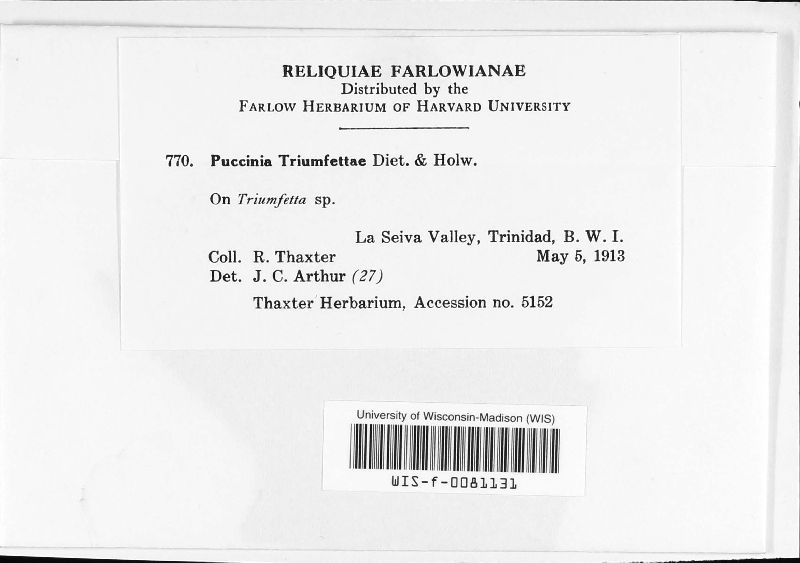 RELIQUIAE FARLOWIANAE
Distributed by the
FARLOW HERBARIUM OF HARVARD UNIVERSITY
770. Puccinia Triumfettae Diet. & Holw.
On Triumfetta sp.
La Seiva Valley, Trinidad, B. W. I.
Coll. R. Thaxter May 5, 1913
Det. J. C. Arthur (27)
Thaxter Herbarium, Accession no. 5152
University of Wisconsin-Madison (WIS)
WIS-f-0081131